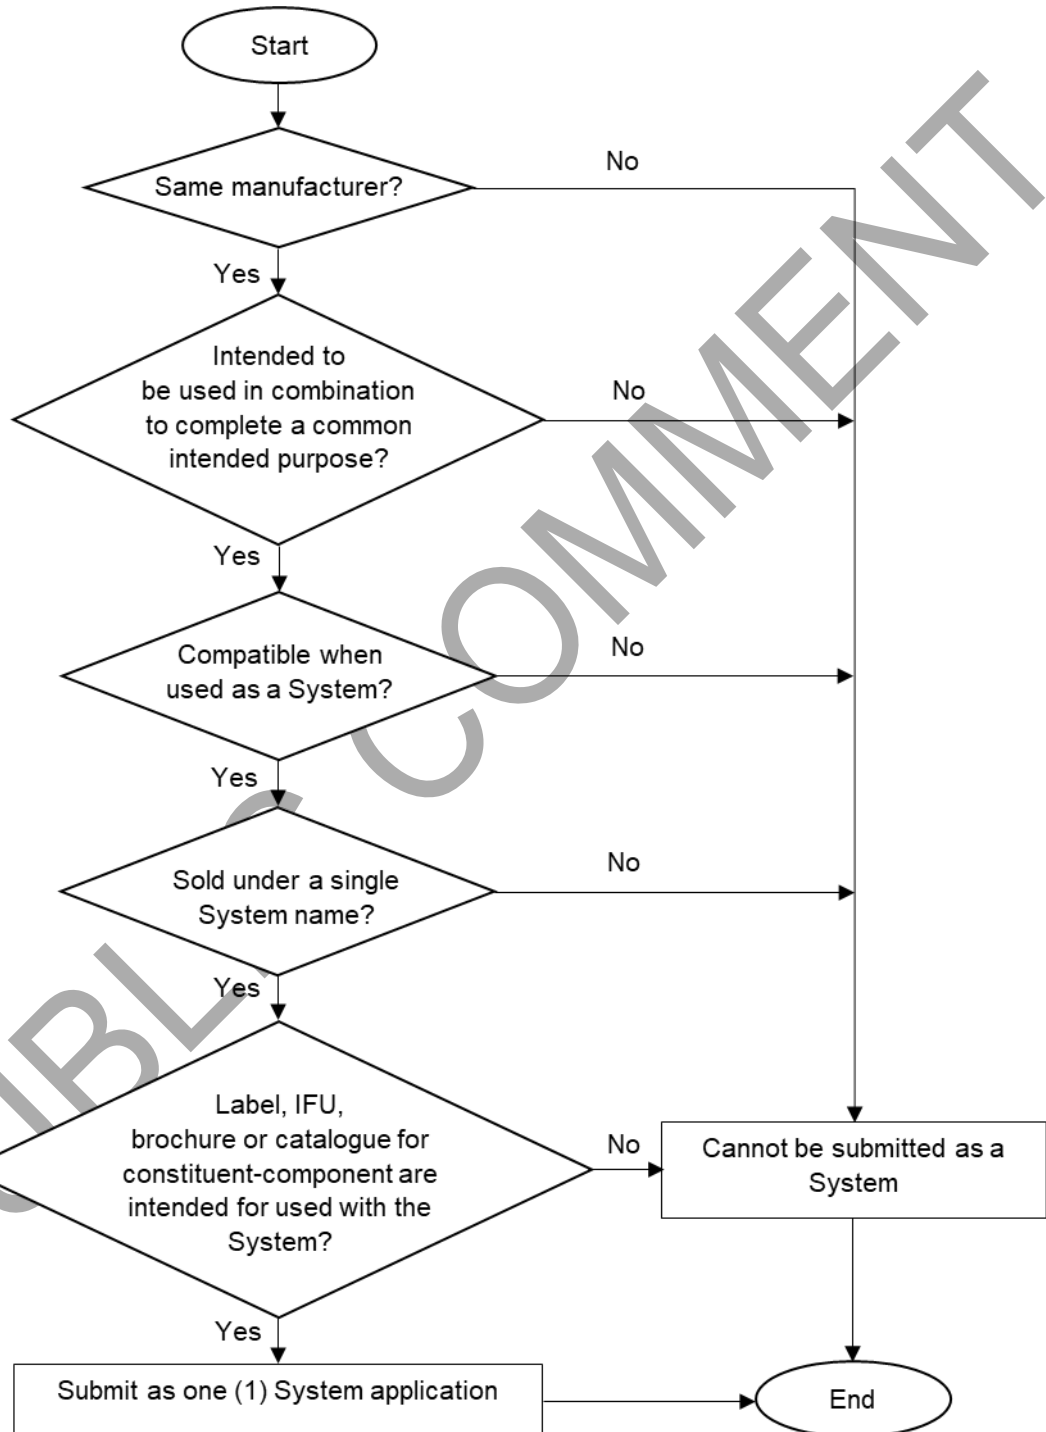 Start
Same manufacturer?
No
Yes
Intended to
be used in combination
to complete a common
intended purpose?
No
Yes
Compatible when
used as a System?
No
Yes
Sold under a single
System name?
No
Yes
Label, IFU,
brochure or catalogue for
constituent-component are
intended for used with the
System?
No
Cannot be submitted as a
System
Yes
Submit as one (1) System application
End
COMMENT